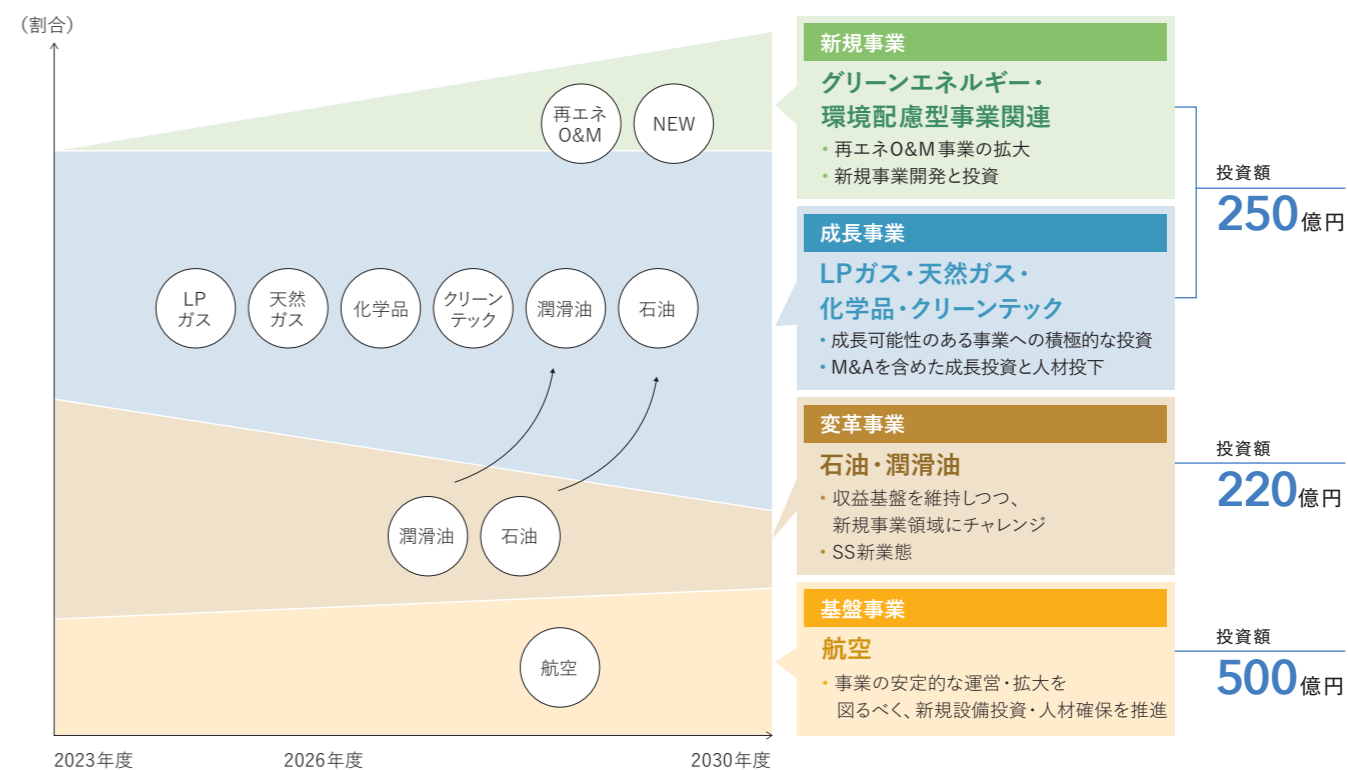 （割合）
再エネ
O&M
NEW
LP
ガス
天然
ガス
化学品
クリーン
テック
潤滑油
石油
潤滑油
石油
航空
2023年度
2026年度
2030年度
新規事業
グリーンエネルギー・
環境配慮型事業関連
・再エネO&M事業の拡大
・新規事業開発と投資
成長事業
LPガス・天然ガス・
化学品・クリーンテック
・成長可能性のある事業への積極的な投資
・M&Aを含めた成長投資と人材投下
投資額
250億円
変革事業
石油・潤滑油
・収益基盤を維持しつつ、
新規事業領域にチャレンジ
・SS新業態
投資額
220億円
基盤事業
航空
・事業の安定的な運営・拡大を
図るべく、新規設備投資・人材確保を推進
投資額
500億円